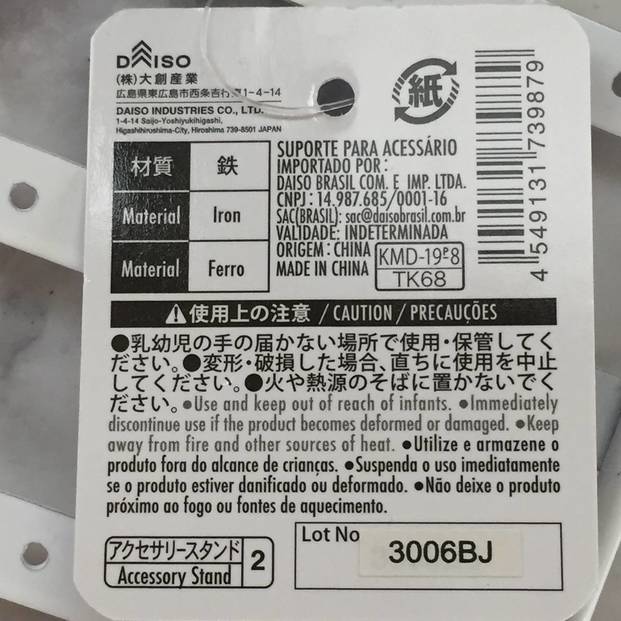 DAISO
(株)大創産業
広島県東広島市西条吉行東1-4-14
DAISO INDUSTRIES CO., LTD.
1-4-14 Saijo-Yoshiyukihigashi,
Higashihiroshima-City, Hiroshima 739-8501 JAPAN
紙
材質 鉄
Material Iron
Material Ferro
SUPORTE PARA ACESSÁRIO
IMPORTADO POR:
DAISO BRASIL COM. E IMP. LTDA.
CNPJ: 14.987.685/0001-16
SAC(BRASIL): sac@daisobrasil.com.br
VALIDADE: INDETERMINADA
ORIGEM: CHINA
MADE IN CHINA
KMD-19ᴾ8
TK68
4 549131 739879
使用上の注意 / CAUTION / PRECAUÇÕES
●乳幼児の手の届かない場所で使用・保管してく
ださい。●変形・破損した場合、直ちに使用を中止
してください。●火や熱源のそばに置かないでく
ださい。●Use and keep out of reach of infants. ●Immediately
discontinue use if the product becomes deformed or damaged. ●Keep
away from fire and other sources of heat. ●Utilize e armazene o
produto fora do alcance de crianças. ●Suspenda o uso imediatamente
se o produto estiver danificado ou deformado. ●Não deixe o produto
próximo ao fogo ou fontes de aquecimento.
アクセサリースタンド 2
Accessory Stand
Lot No 3006BJ